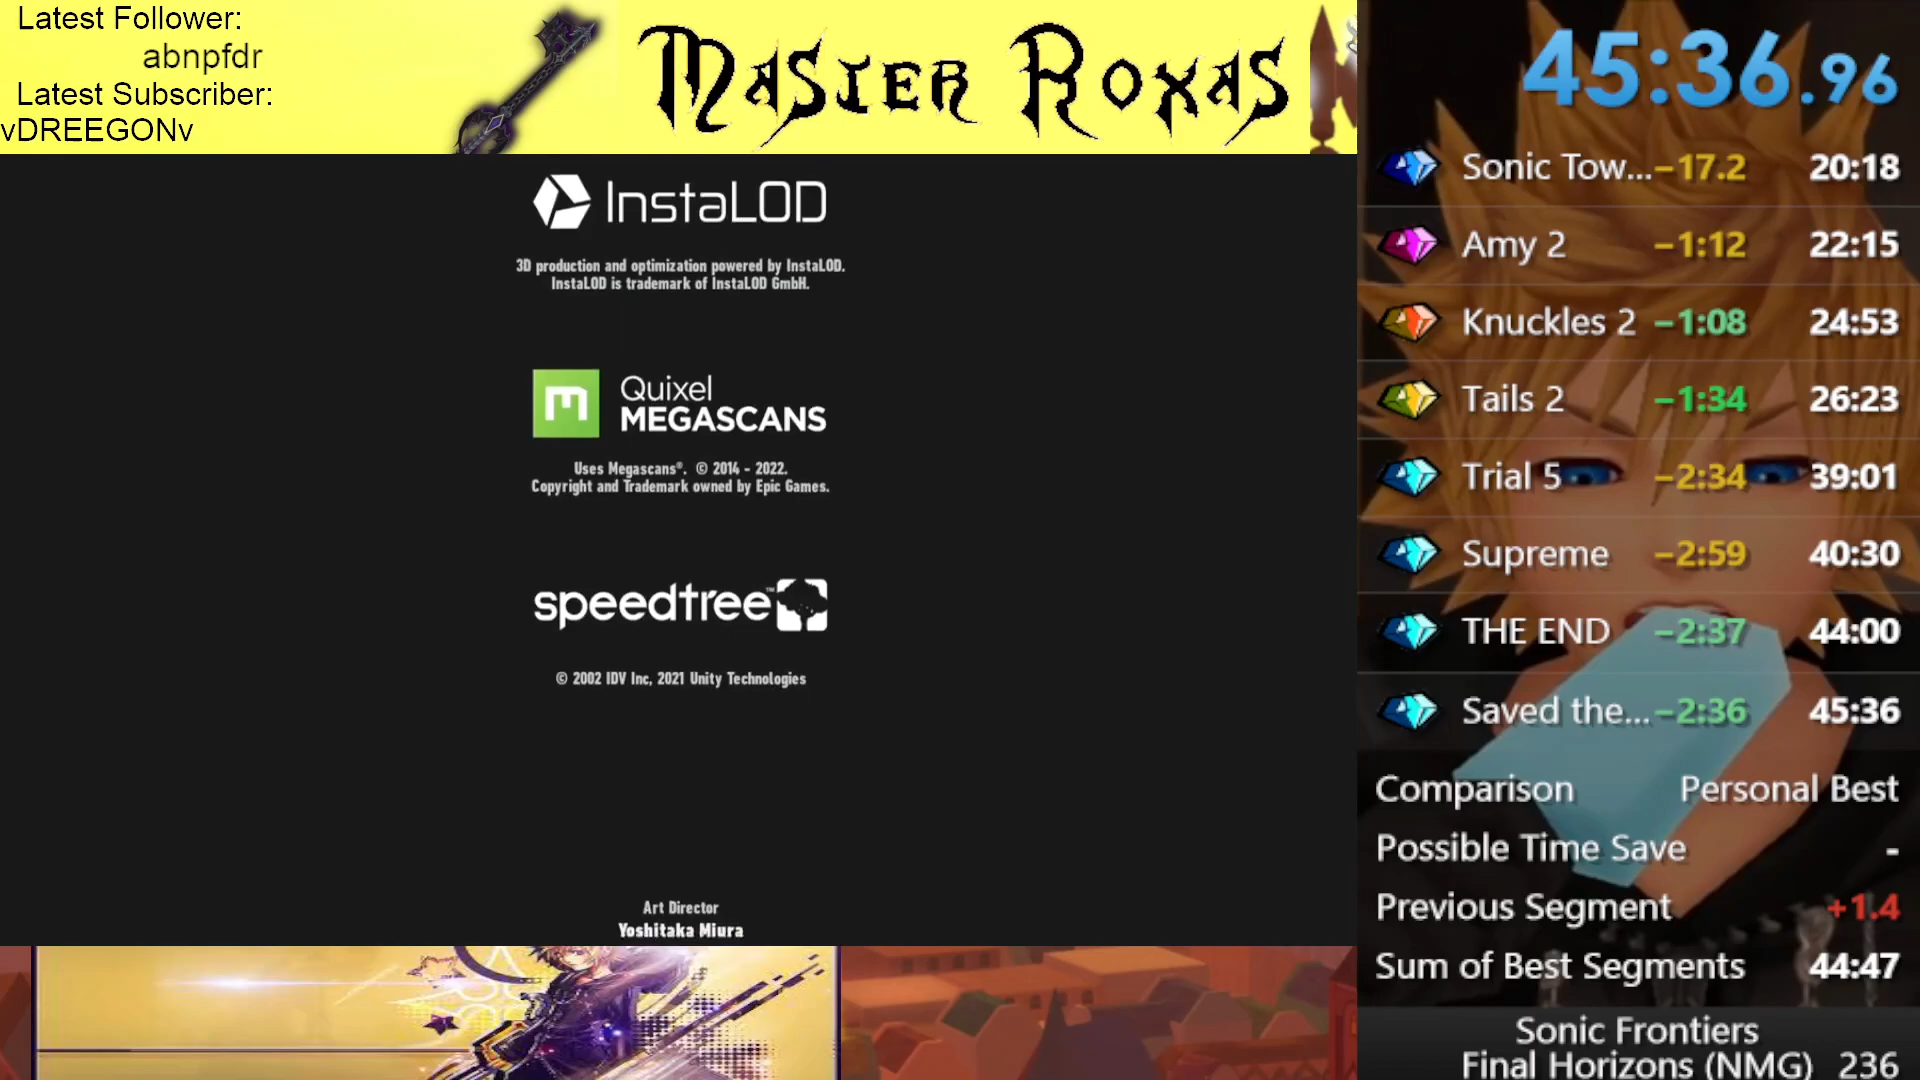 Latest Follower:
abnpfdr
Latest Subscriber:
vDREEGONv
Master Roxas
InstaLOD
3D production and optimization powered by InstaLOD.
InstaLOD is trademark of InstaLOD GmbH.
Quixel
MEGASCANS
Uses Megascans®. © 2014 - 2022.
Copyright and Trademark owned by Epic Games.
speedtree™
© 2002 IDV Inc, 2021 Unity Technologies
Art Director
Yoshitaka Miura
45:36.96
Sonic Tow... −17.2 20:18
Amy 2 −1:12 22:15
Knuckles 2 −1:08 24:53
Tails 2 −1:34 26:23
Trial 5 −2:34 39:01
Supreme −2:59 40:30
THE END −2:37 44:00
Saved the... −2:36 45:36
Comparison Personal Best
Possible Time Save -
Previous Segment +1.4
Sum of Best Segments 44:47
Sonic Frontiers
Final Horizons (NMG) 236